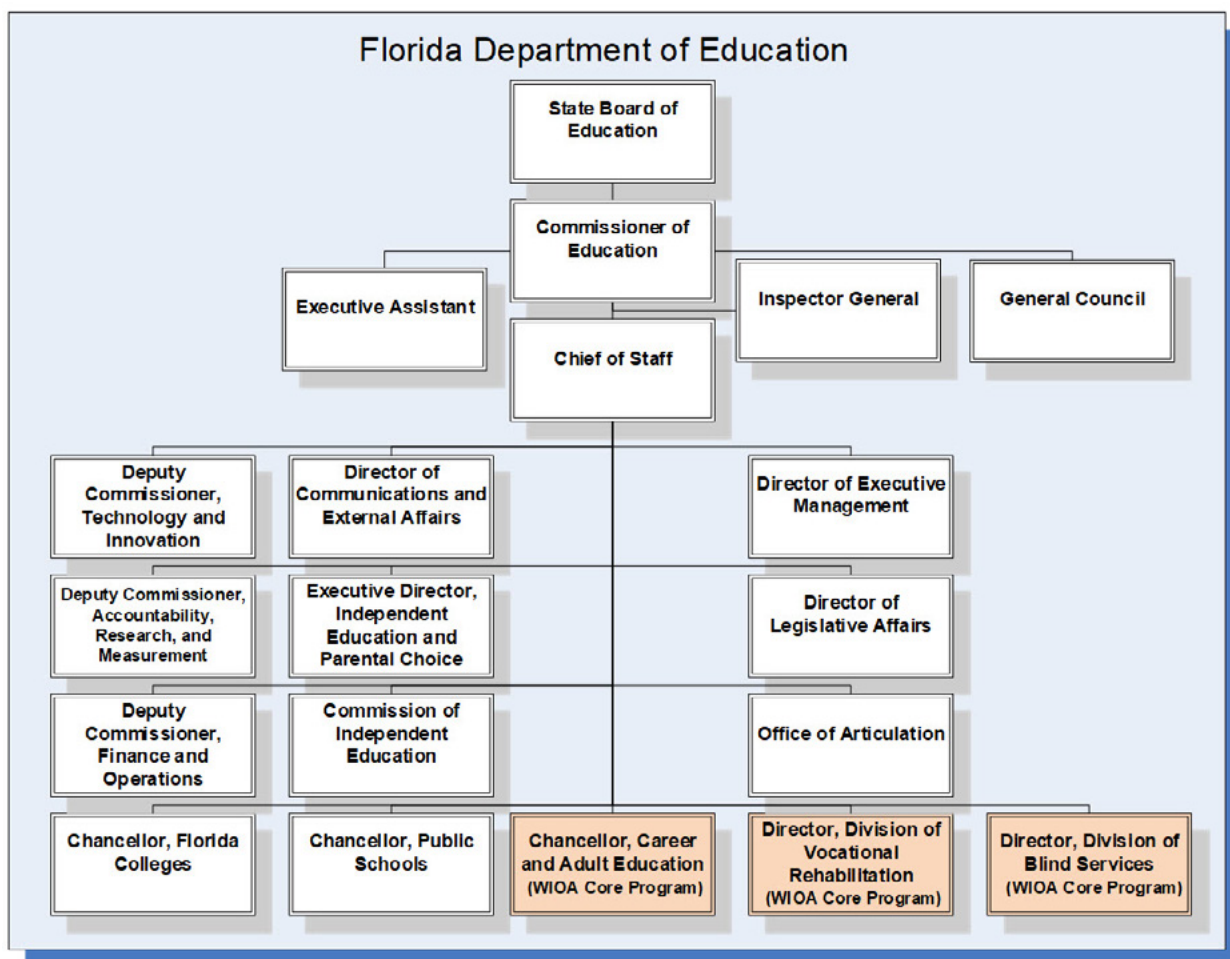 Florida Department of Education
State Board of
Education
Commissioner of
Education
Executive Assistant
Inspector General
General Council
Chief of Staff
Deputy
Commissioner,
Technology and
Innovation
Director of
Communications and
External Affairs
Director of Executive
Management
Deputy Commissioner,
Accountability,
Research, and
Measurement
Executive Director,
Independent
Education and
Parental Choice
Director of
Legislative Affairs
Deputy
Commissioner,
Finance and
Operations
Commission of
Independent
Education
Office of Articulation
Chancellor, Florida
Colleges
Chancellor, Public
Schools
Chancellor, Career
and Adult Education
(WIOA Core Program)
Director, Division of
Vocational
Rehabilitation
(WIOA Core Program)
Director, Division of
Blind Services
(WIOA Core Program)